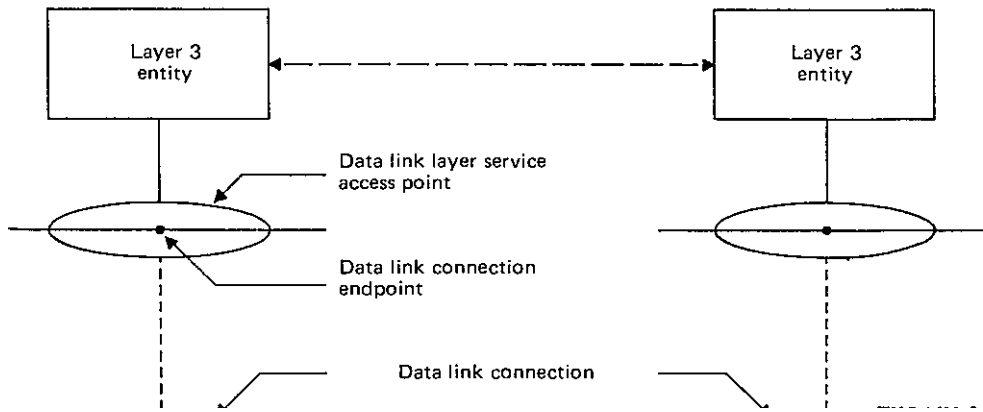 Layer 3
entity
Layer 3
entity
Data link layer service
access point
Data link connection
endpoint
Data link connection